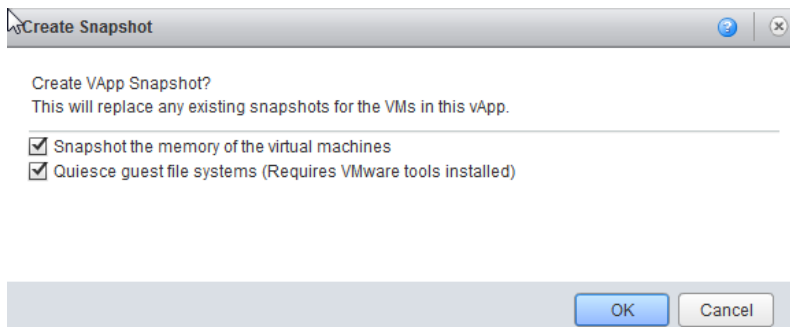 Create Snapshot
Create VApp Snapshot?
This will replace any existing snapshots for the VMs in this vApp.
Snapshot the memory of the virtual machines
Quiesce guest file systems (Requires VMware tools installed)
OK Cancel